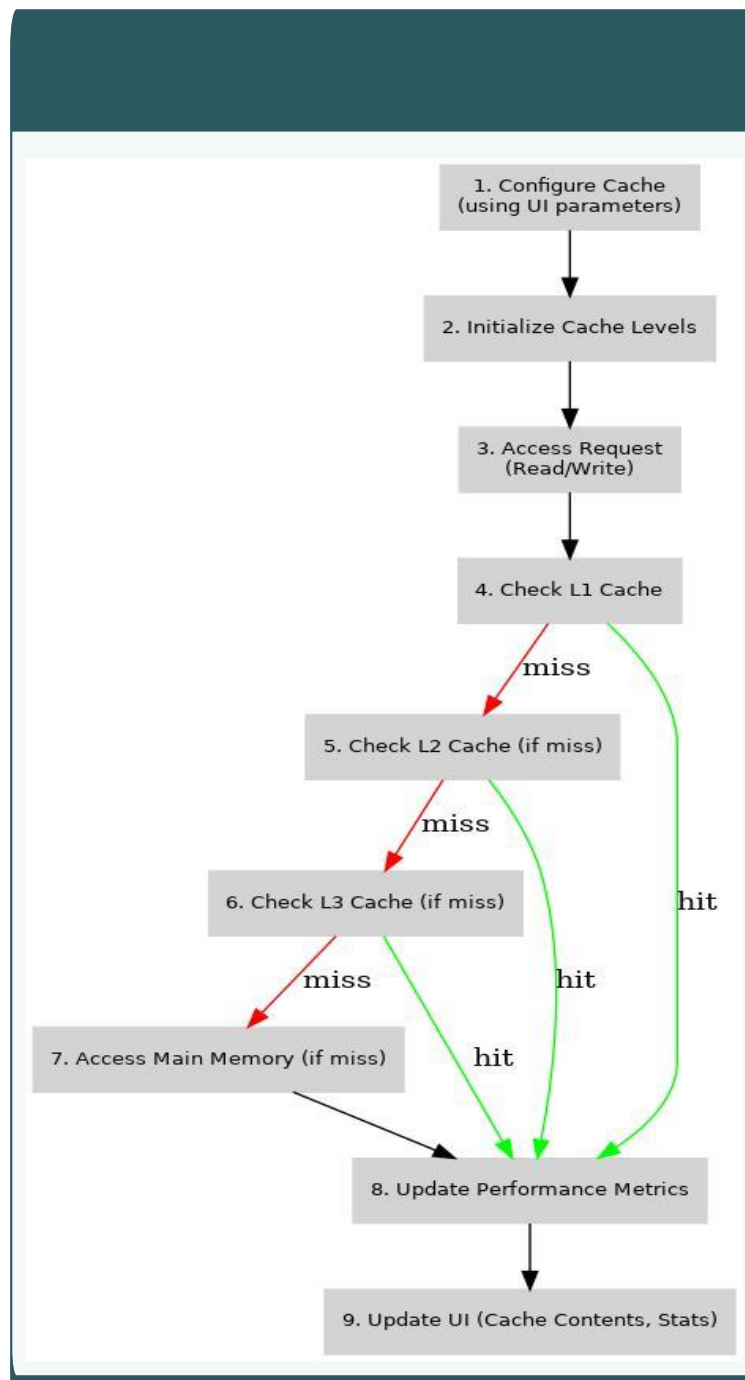 1. Configure Cache
(using UI parameters)
2. Initialize Cache Levels
3. Access Request
(Read/Write)
4. Check L1 Cache
miss
5. Check L2 Cache (if miss)
miss
6. Check L3 Cache (if miss)
hit
miss
hit
7. Access Main Memory (if miss)
hit
8. Update Performance Metrics
9. Update UI (Cache Contents, Stats)